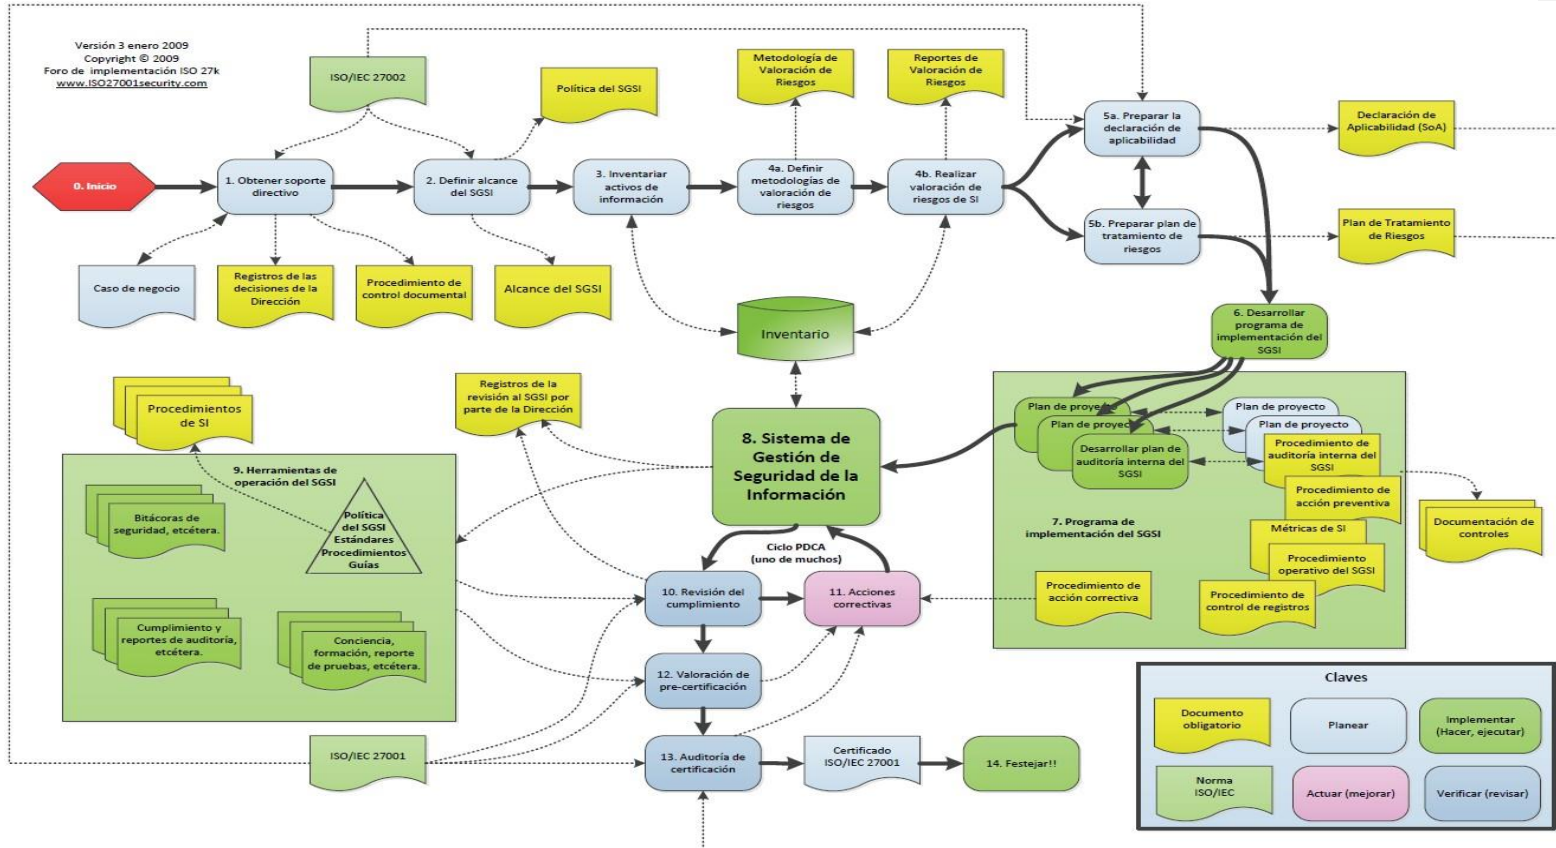 Versión 3 enero 2009
Copyright © 2009
Foro de implementación ISO 27k
www.ISO27001security.com
ISO/IEC 27002
Política del SGSI
Metodología de
Valoración de
Riesgos
Reportes de
Valoración de
Riesgos
5a. Preparar la
declaración de
aplicabilidad
Declaración de
Aplicabilidad (SoA)
0. Inicio
1. Obtener soporte
directivo
2. Definir alcance
del SGSI
3. Inventariar
activos de
información
4a. Definir
metodologías de
valoración de
riesgos
4b. Realizar
valoración de
riesgos de SI
5b. Preparar plan de
tratamiento de
riesgos
Plan de Tratamiento
de Riesgos
Caso de negocio
Registros de las
decisiones de la
Dirección
Procedimiento de
control documental
Alcance del SGSI
Inventario
6. Desarrollar
programa de
implementación del
SGSI
Procedimientos
de SI
Registros de la
revisión al SGSI por
parte de la Dirección
8. Sistema de
Gestión de
Seguridad de la
Información
Plan de proyecto
Plan de proyecto
Desarrollar plan de
auditoría interna del
SGSI
Plan de proyecto
Plan de proyecto
Procedimiento de
auditoría interna del
SGSI
Procedimiento de
acción preventiva
Métricas de SI
Procedimiento
operativo del SGSI
Procedimiento de
control de registros
7. Programa de
implementación del SGSI
Procedimiento de
acción correctiva
Documentación de
controles
9. Herramientas de
operación del SGSI
Bitácoras de
seguridad, etcétera.
Política
del SGSI
Estándares
Procedimientos
Guías
Cumplimiento y
reportes de auditoría,
etcétera.
Conciencia,
formación, reporte
de pruebas, etcétera.
Ciclo PDCA
(uno de muchos)
10. Revisión del
cumplimiento
11. Acciones
correctivas
12. Valoración de
pre-certificación
ISO/IEC 27001
13. Auditoría de
certificación
Certificado
ISO/IEC 27001
14. Festejar!!
Claves
Documento
obligatorio
Planear
Implementar
(Hacer, ejecutar)
Norma
ISO/IEC
Actuar (mejorar)
Verificar (revisar)